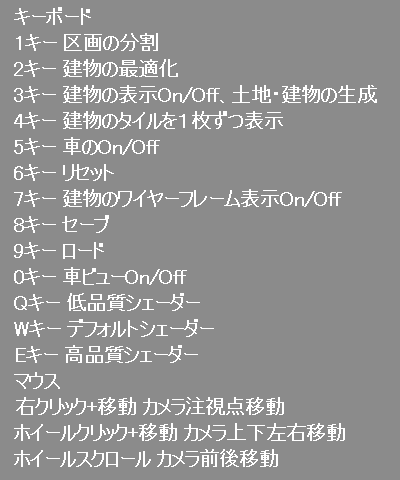 キーボード
1キー 区画の分割
2キー 建物の最適化
3キー 建物の表示On/Off、土地・建物の生成
4キー 建物のタイルを1枚ずつ表示
5キー 車のOn/Off
6キー リセット
7キー 建物のワイヤーフレーム表示On/Off
8キー セーブ
9キー ロード
0キー 車ビューOn/Off
Qキー 低品質シェーダー
Wキー デフォルトシェーダー
Eキー 高品質シェーダー
マウス
右クリック+移動 カメラ注視点移動
ホイールクリック+移動 カメラ上下左右移動
ホイールスクロール カメラ前後移動